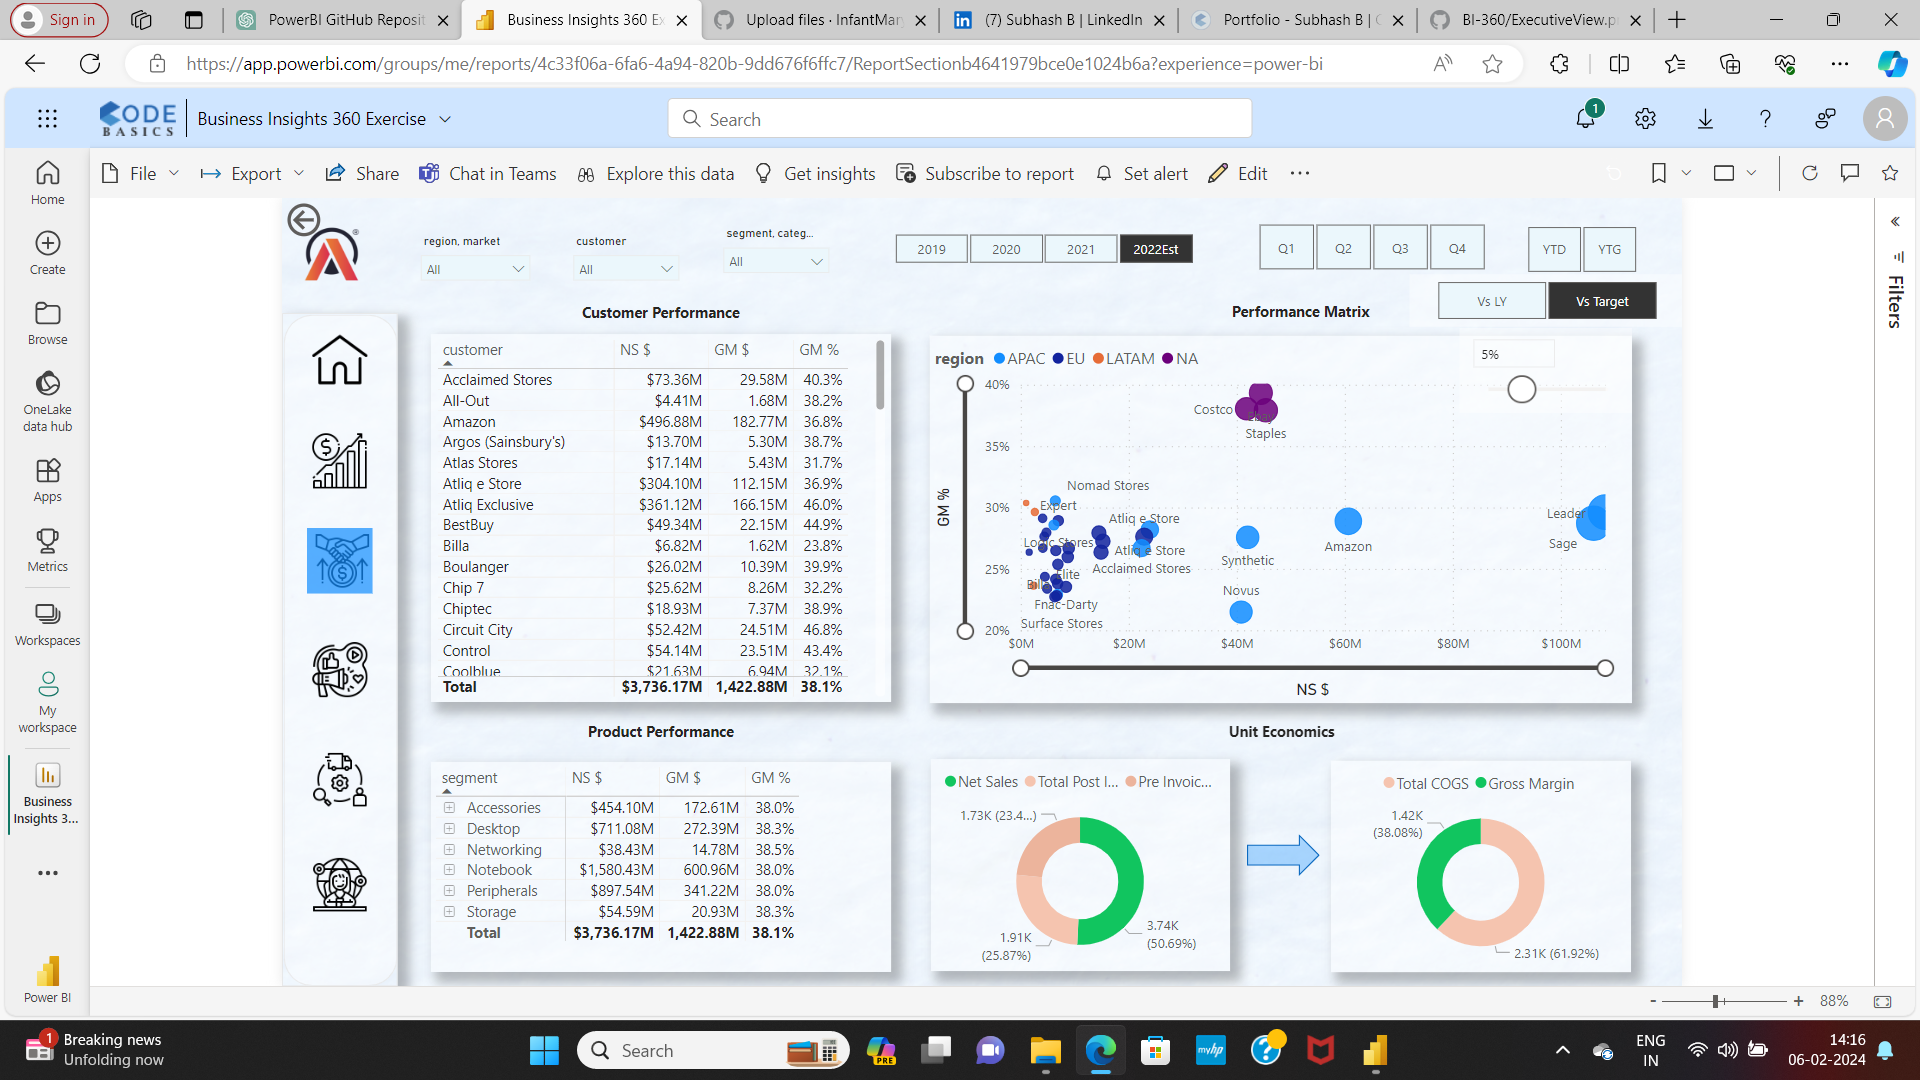 Sign in
PowerBI GitHub Reposit
Business Insights 360 Ex
Upload files · InfantMar
(7) Subhash B | LinkedIn
Portfolio - Subhash B | C
BI-360/ExecutiveView.p
https://app.powerbi.com/groups/me/reports/4c33f06a-6fa6-4a94-820b-9dd676f6ffc7/ReportSectionb4641979bce0e1024b6a?experience=power-bi
CODE BASICS
Business Insights 360 Exercise
Search
1
File
Export
Share
Chat in Teams
Explore this data
Get insights
Subscribe to report
Set alert
Edit
Home
Create
Browse
OneLake
data hub
Apps
Metrics
Workspaces
My
workspace
Business
Insights 3...
Power BI
region, market
All
customer
All
segment, categ...
All
2019
2020
2021
2022Est
Q1
Q2
Q3
Q4
YTD
YTG
Vs LY
Vs Target
Filters
Customer Performance
customer NS $ GM $ GM %
Acclaimed Stores $73.36M 29.58M 40.3%
All-Out $4.41M 1.68M 38.2%
Amazon $496.88M 182.77M 36.8%
Argos (Sainsbury's) $13.70M 5.30M 38.7%
Atlas Stores $17.14M 5.43M 31.7%
Atliq e Store $304.10M 112.15M 36.9%
Atliq Exclusive $361.12M 166.15M 46.0%
BestBuy $49.34M 22.15M 44.9%
Billa $6.82M 1.62M 23.8%
Boulanger $26.02M 10.39M 39.9%
Chip 7 $25.62M 8.26M 32.2%
Chiptec $18.93M 7.37M 38.9%
Circuit City $52.42M 24.51M 46.8%
Control $54.14M 23.51M 43.4%
Coolblue $21.63M 6.94M 32.1%
Total $3,736.17M 1,422.88M 38.1%
Performance Matrix
region APAC EU LATAM NA
5%
40%
35%
30%
25%
20%
GM %
Costco
Staples
Nomad Stores
Expert
Atliq e Store
Logic Stores
Atliq e Store
Acclaimed Stores
Elite
Billa
Fnac-Darty
Surface Stores
Synthetic
Novus
Amazon
Leader
Sage
$0M
$20M
$40M
$60M
$80M
$100M
NS $
Product Performance
segment NS $ GM $ GM %
Accessories $454.10M 172.61M 38.0%
Desktop $711.08M 272.39M 38.3%
Networking $38.43M 14.78M 38.5%
Notebook $1,580.43M 600.96M 38.0%
Peripherals $897.54M 341.22M 38.0%
Storage $54.59M 20.93M 38.3%
Total $3,736.17M 1,422.88M 38.1%
Unit Economics
Net Sales Total Post I... Pre Invoic...
1.73K (23.4...)
1.91K
(25.87%)
3.74K
(50.69%)
Total COGS Gross Margin
1.42K
(38.08%)
2.31K (61.92%)
88%
1
Breaking news
Unfolding now
Search
PRE
myhp
ENG
IN
14:16
06-02-2024